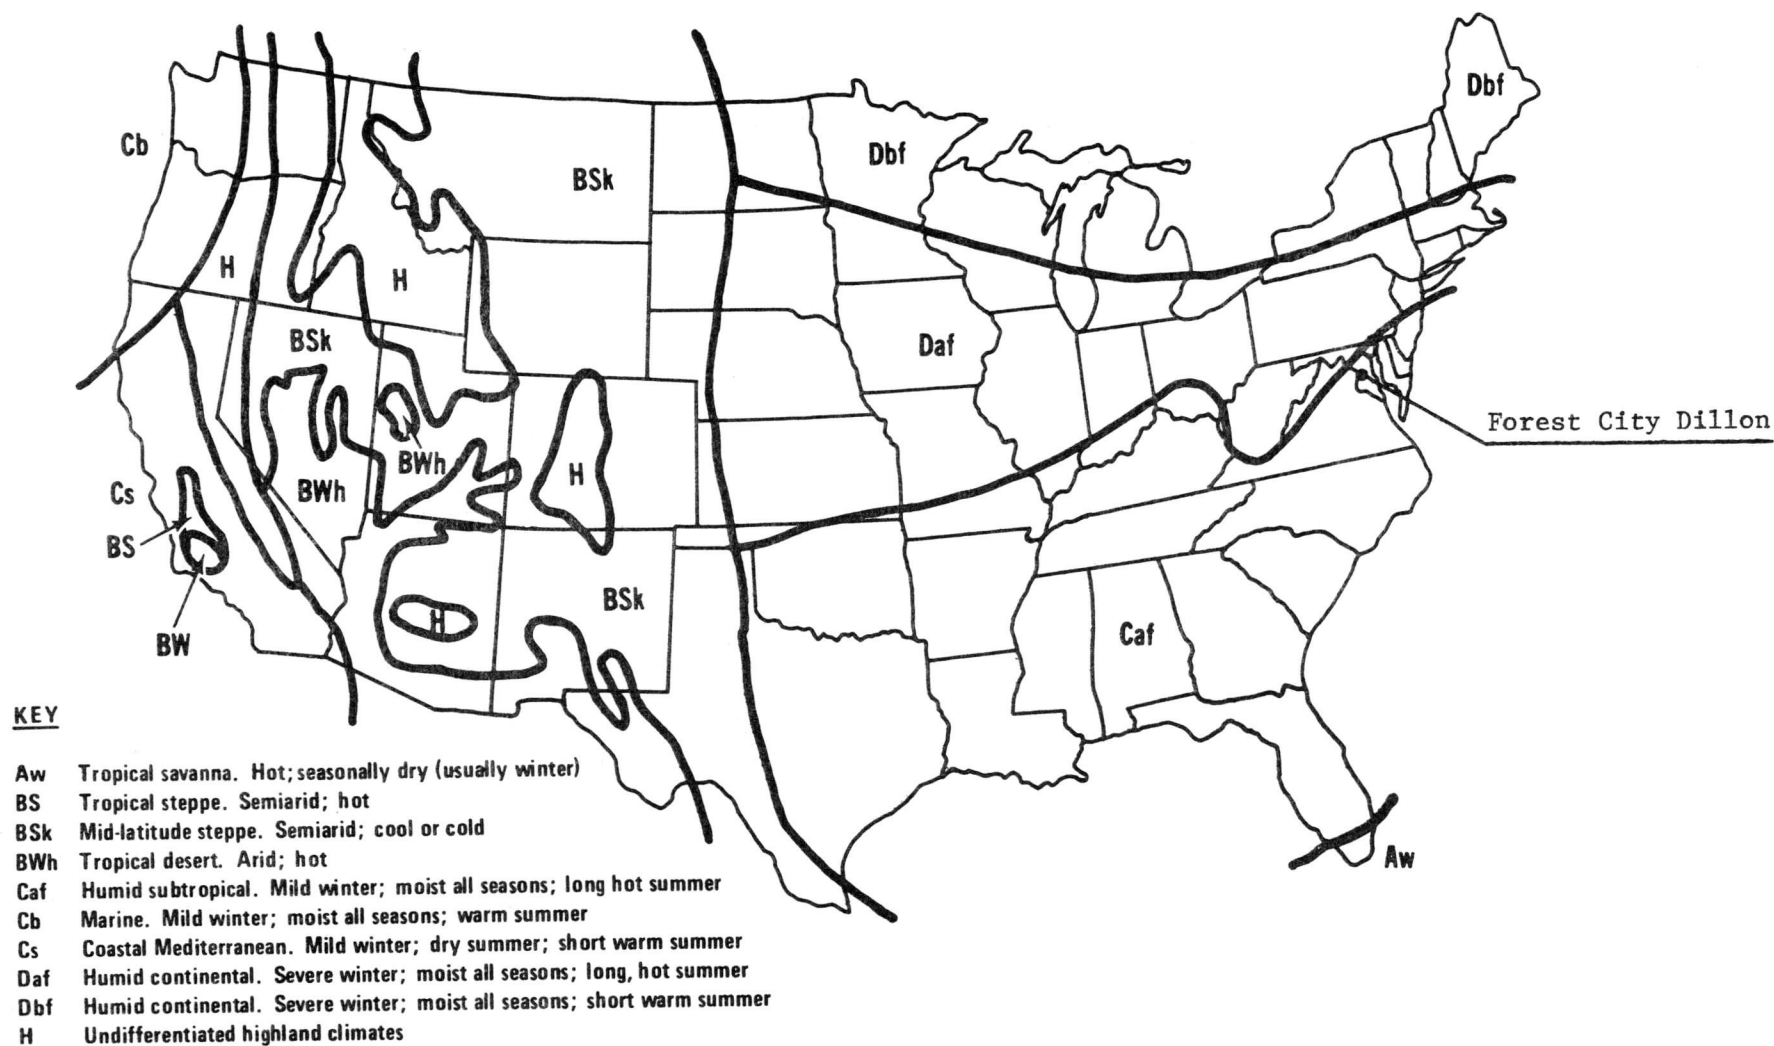 Dbf
Cb
Dbf
BSk
H
H
BSk
Daf
Forest City Dillon
BWh
H
Cs
BWh
BS
BSk
H
Caf
BW
Aw
KEY
Aw Tropical savanna. Hot; seasonally dry (usually winter)
BS Tropical steppe. Semiarid; hot
BSk Mid-latitude steppe. Semiarid; cool or cold
BWh Tropical desert. Arid; hot
Caf Humid subtropical. Mild winter; moist all seasons; long hot summer
Cb Marine. Mild winter; moist all seasons; warm summer
Cs Coastal Mediterranean. Mild winter; dry summer; short warm summer
Daf Humid continental. Severe winter; moist all seasons; long, hot summer
Dbf Humid continental. Severe winter; moist all seasons; short warm summer
H Undifferentiated highland climates